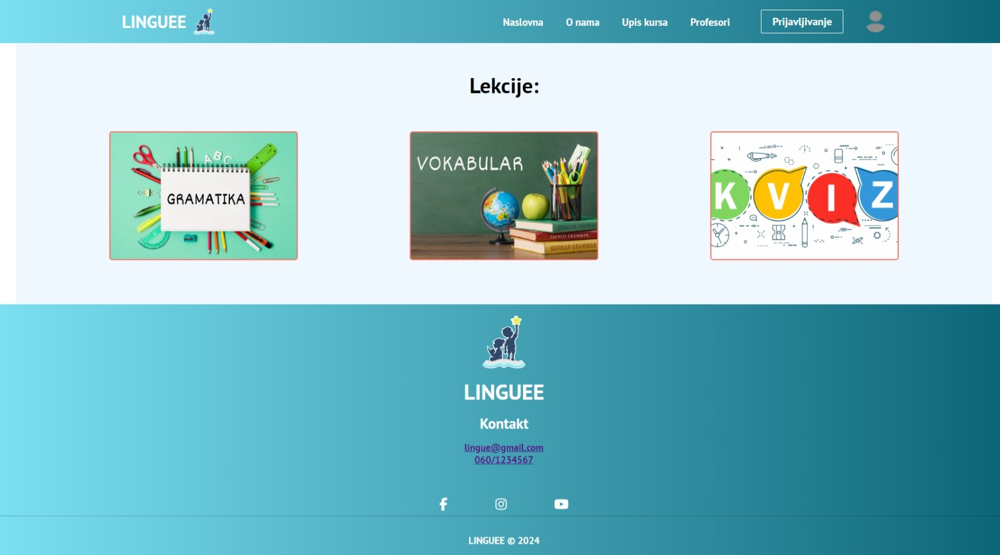 LINGUEE
Naslovna O nama Upis kursa Profesori Prijavljivanje
Lekcije:
ABC
GRAMATIKA
VOKABULAR
SPANISH GRAMMAR
FRENCH GRAMMAR
GERMAN GRAMMAR
KVIZ
LINGUEE
Kontakt
lingue@gmail.com
060/1234567
LINGUEE © 2024